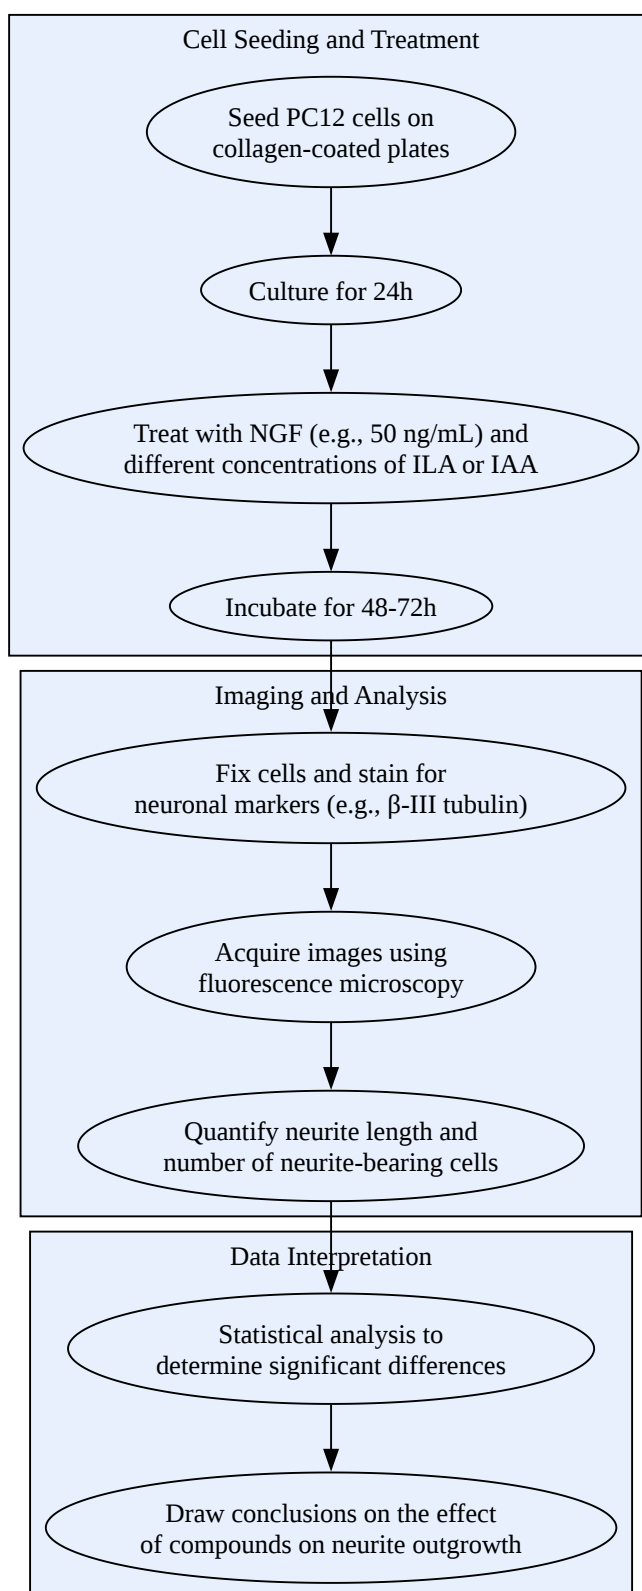 Cell Seeding and Treatment
Seed PC12 cells on
collagen-coated plates
Culture for 24h
Treat with NGF (e.g., 50 ng/mL) and
different concentrations of ILA or IAA
Incubate for 48-72h
Imaging and Analysis
Fix cells and stain for
neuronal markers (e.g., β-III tubulin)
Acquire images using
fluorescence microscopy
Quantify neurite length and
number of neurite-bearing cells
Data Interpretation
Statistical analysis to
determine significant differences
Draw conclusions on the effect
of compounds on neurite outgrowth